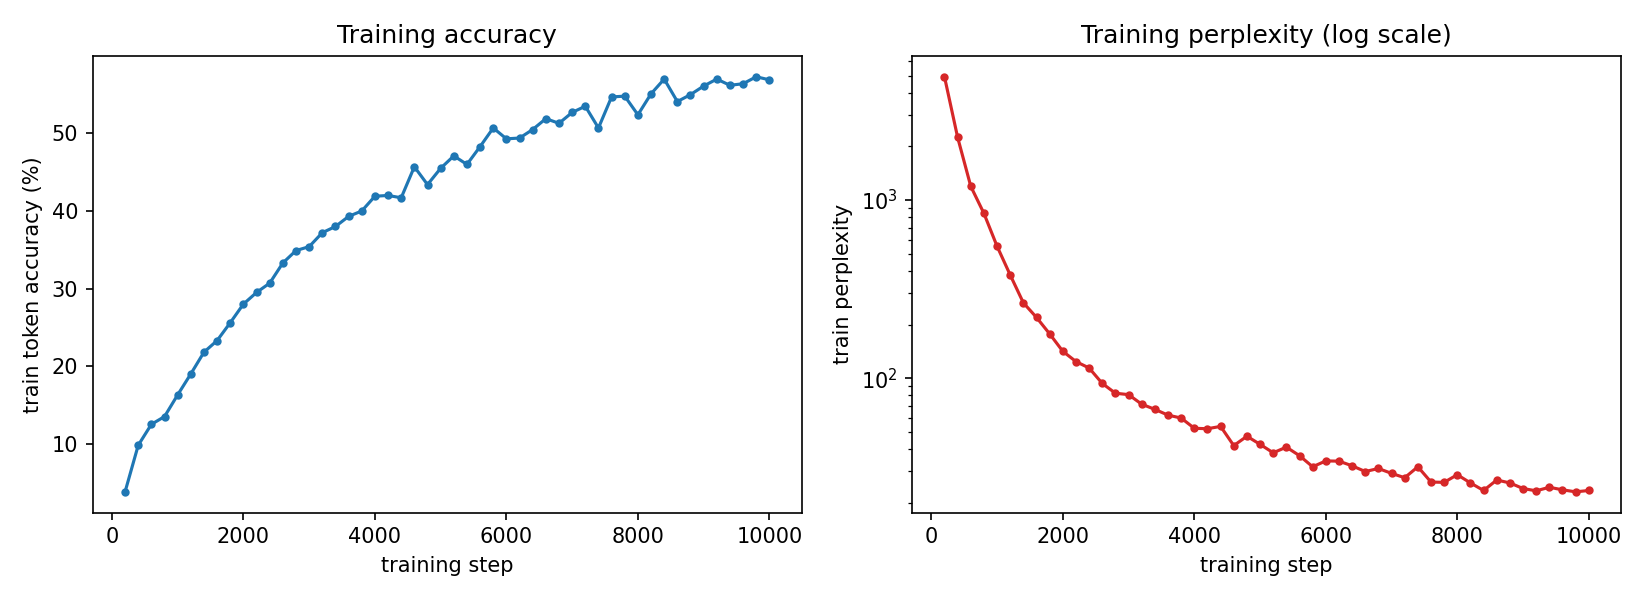 Training accuracy
train token accuracy (%)
50
40
30
20
10
0 2000 4000 6000 8000 10000
training step
Training perplexity (log scale)
train perplexity
10³
10²
0 2000 4000 6000 8000 10000
training step